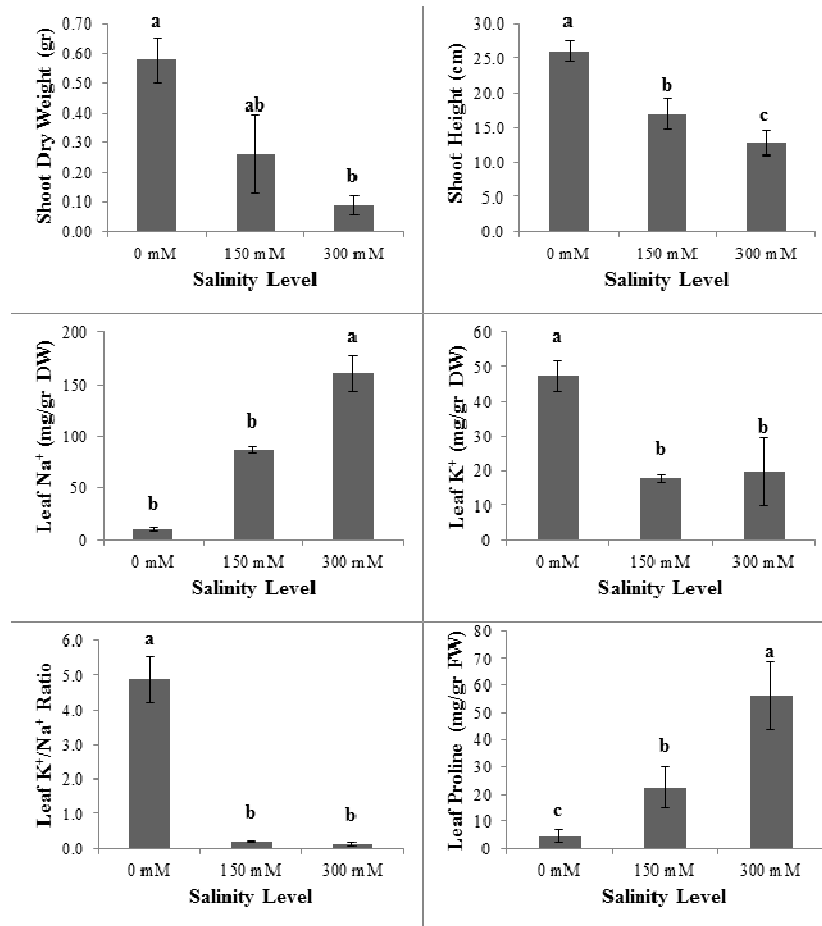 Shoot Dry Weight (gr)
0.70
0.60
0.50
0.40
0.30
0.20
0.10
0.00
a
ab
b
0 mM 150 mM 300 mM
Salinity Level
Shoot Height (cm)
30.0
25.0
20.0
15.0
10.0
5.0
0.0
a
b
c
0 mM 150 mM 300 mM
Salinity Level
Leaf Na+ (mg/gr DW)
200
150
100
50
0
b
b
a
0 mM 150 mM 300 mM
Salinity Level
Leaf K+ (mg/gr DW)
60
50
40
30
20
10
0
a
b
b
0 mM 150 mM 300 mM
Salinity Level
Leaf K+/Na+ Ratio
6.0
5.0
4.0
3.0
2.0
1.0
0.0
a
b
b
0 mM 150 mM 300 mM
Salinity Level
Leaf Proline (mg/gr FW)
80
70
60
50
40
30
20
10
0
c
b
a
0 mM 150 mM 300 mM
Salinity Level